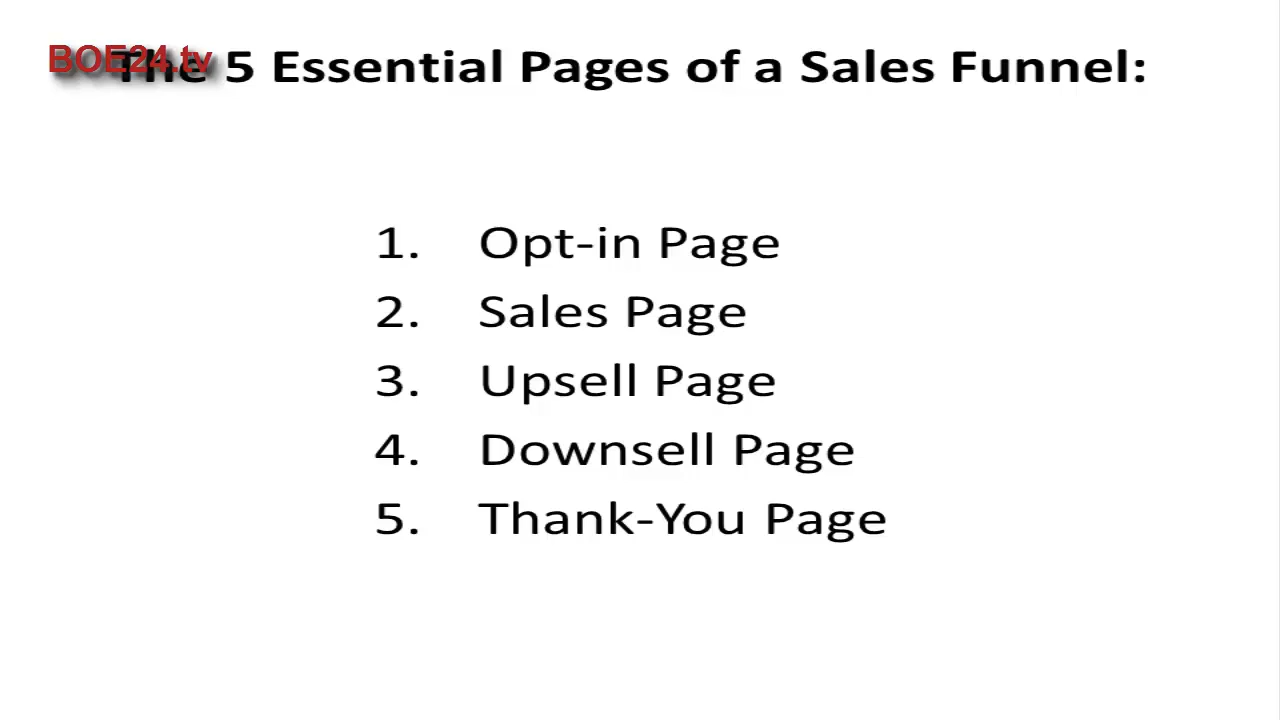 BOE24.tv
The 5 Essential Pages of a Sales Funnel:
1. Opt-in Page
2. Sales Page
3. Upsell Page
4. Downsell Page
5. Thank-You Page